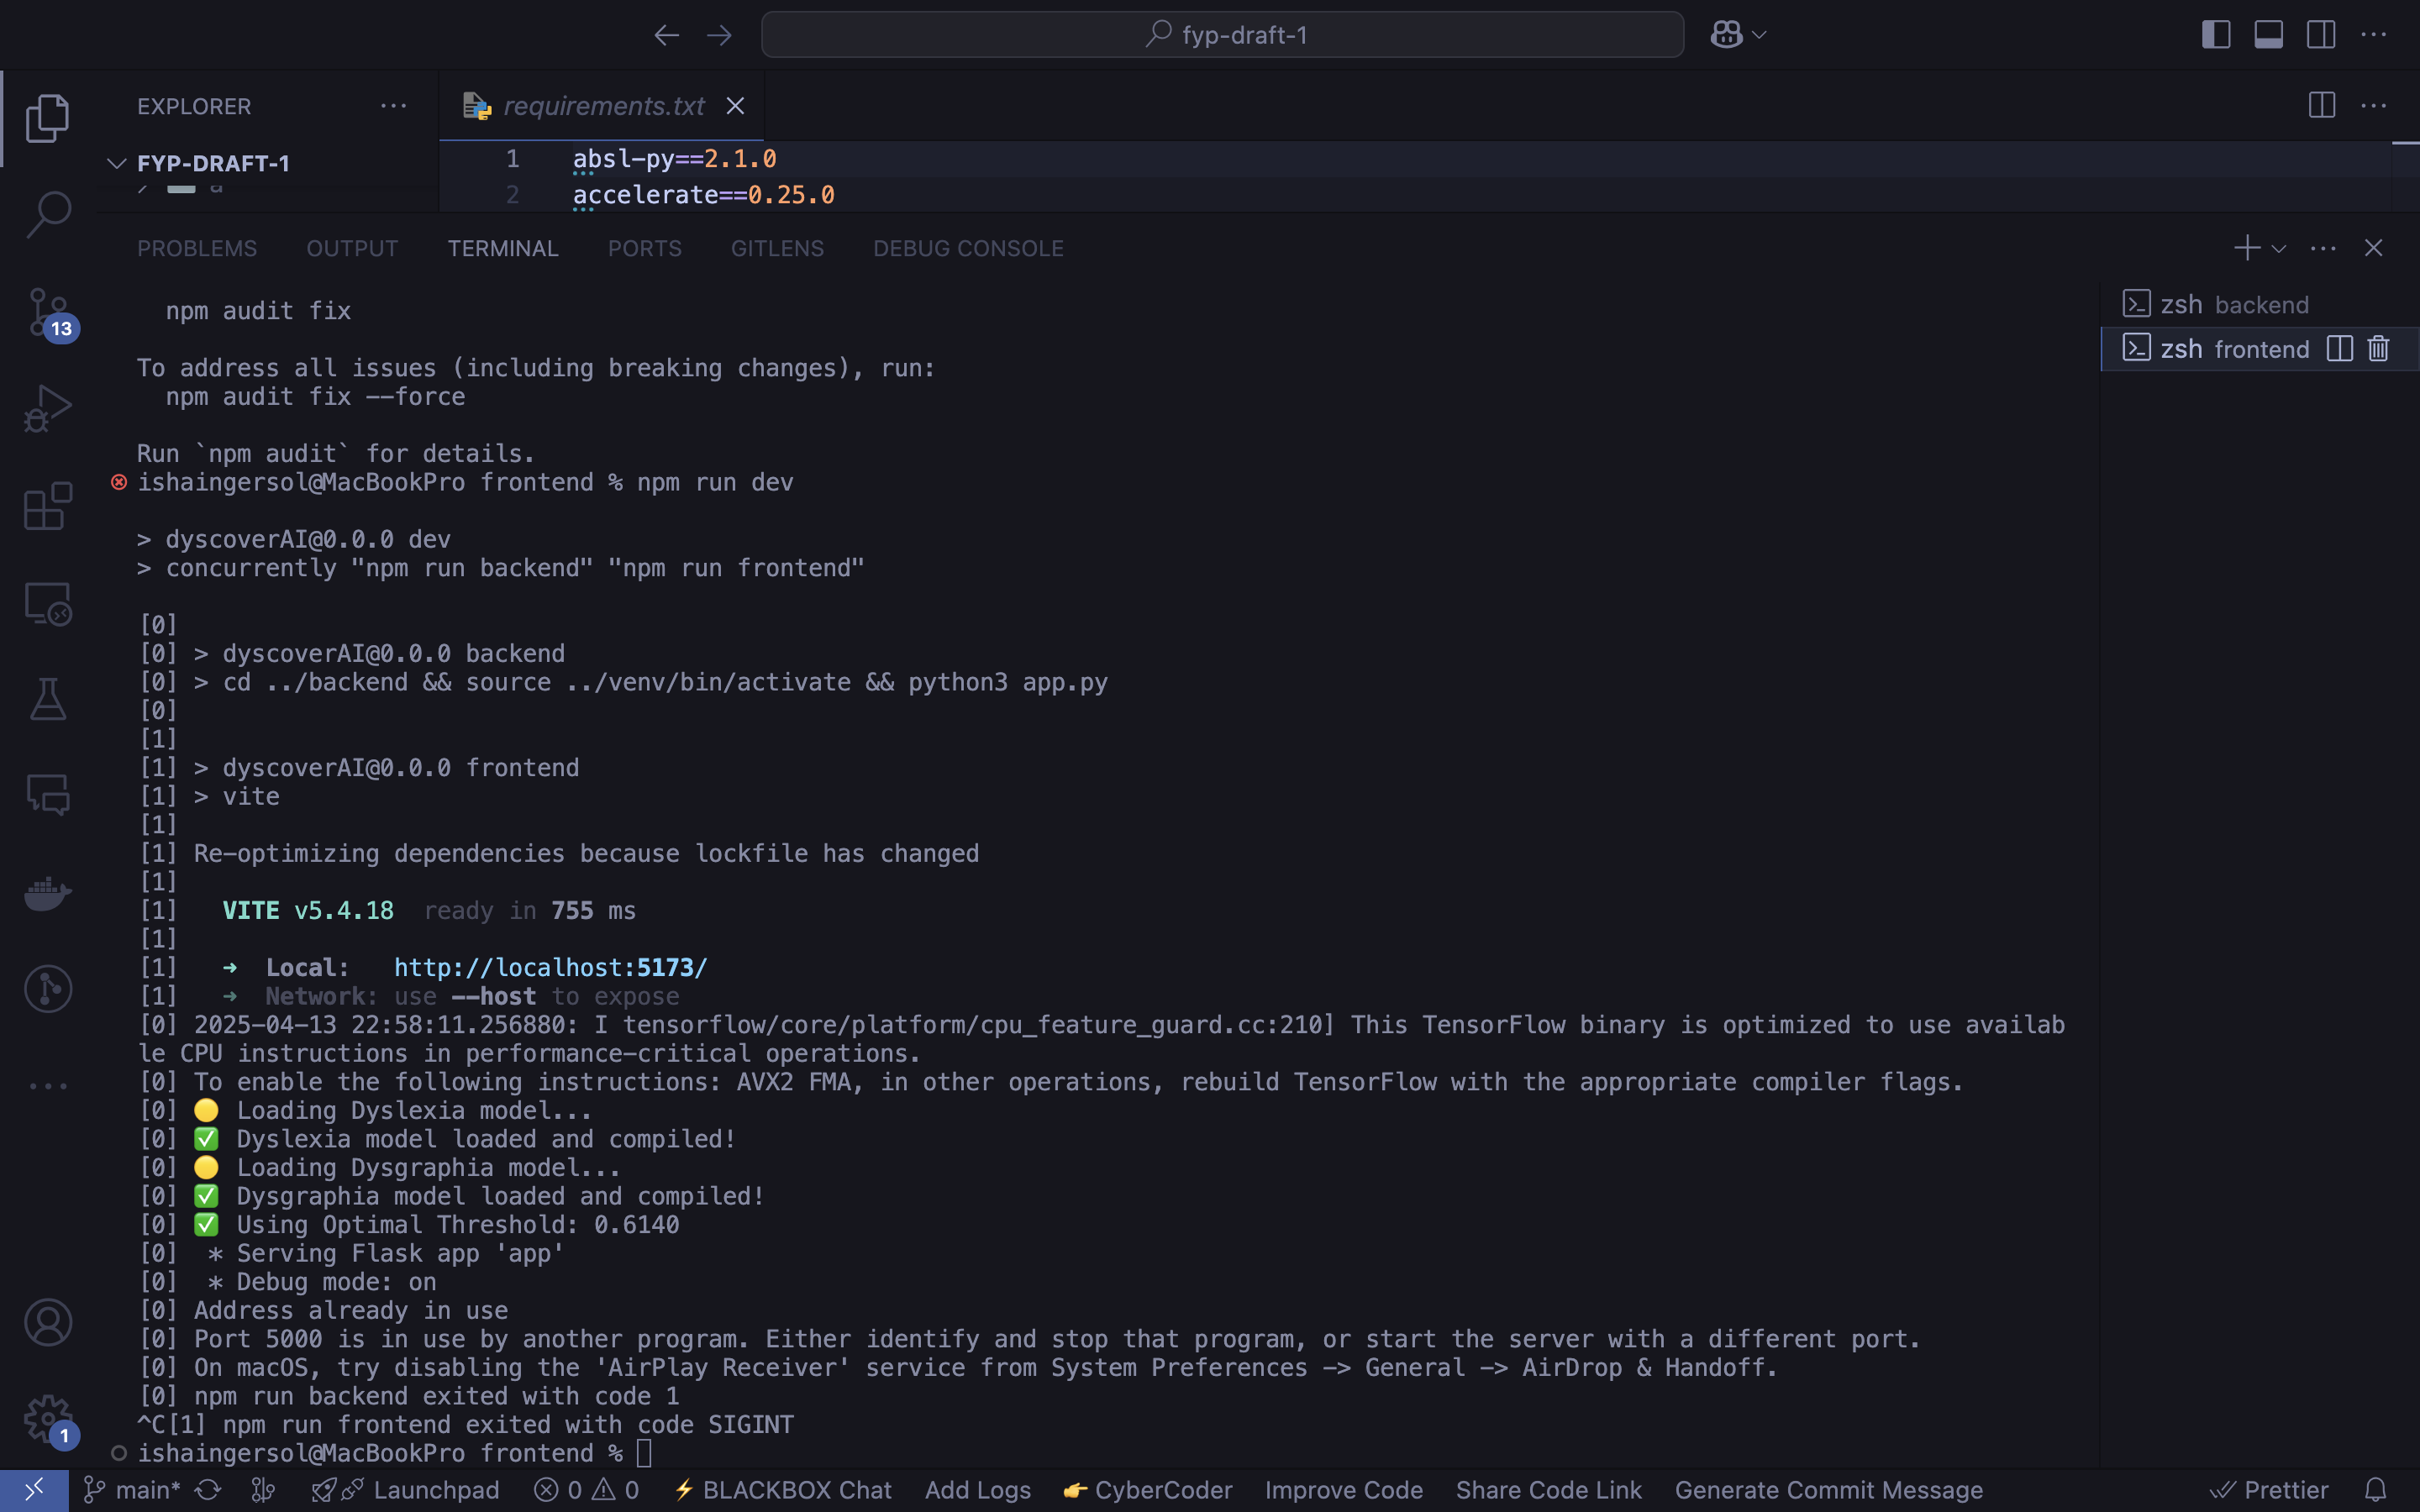 fyp-draft-1
EXPLORER
requirements.txt
FYP-DRAFT-1
1 absl-py==2.1.0
2 accelerate==0.25.0
PROBLEMS OUTPUT TERMINAL PORTS GITLENS DEBUG CONSOLE
zsh backend
zsh frontend
npm audit fix
To address all issues (including breaking changes), run:
npm audit fix --force
Run `npm audit` for details.
ishaingersol@MacBookPro frontend % npm run dev
> dyscoverAI@0.0.0 dev
> concurrently "npm run backend" "npm run frontend"
[0]
[0] > dyscoverAI@0.0.0 backend
[0] > cd ../backend && source ../venv/bin/activate && python3 app.py
[0]
[1]
[1] > dyscoverAI@0.0.0 frontend
[1] > vite
[1]
[1] Re-optimizing dependencies because lockfile has changed
[1]
[1] VITE v5.4.18 ready in 755 ms
[1]
[1] ➜ Local: http://localhost:5173/
[1] ➜ Network: use --host to expose
[0] 2025-04-13 22:58:11.256880: I tensorflow/core/platform/cpu_feature_guard.cc:210] This TensorFlow binary is optimized to use availab
le CPU instructions in performance-critical operations.
[0] To enable the following instructions: AVX2 FMA, in other operations, rebuild TensorFlow with the appropriate compiler flags.
[0] 🟡 Loading Dyslexia model...
[0] ✅ Dyslexia model loaded and compiled!
[0] 🟡 Loading Dysgraphia model...
[0] ✅ Dysgraphia model loaded and compiled!
[0] ✅ Using Optimal Threshold: 0.6140
[0] * Serving Flask app 'app'
[0] * Debug mode: on
[0] Address already in use
[0] Port 5000 is in use by another program. Either identify and stop that program, or start the server with a different port.
[0] On macOS, try disabling the 'AirPlay Receiver' service from System Preferences -> General -> AirDrop & Handoff.
[0] npm run backend exited with code 1
^C[1] npm run frontend exited with code SIGINT
ishaingersol@MacBookPro frontend %
13
1
main* Launchpad 0 0 ⚡ BLACKBOX Chat Add Logs 👉 CyberCoder Improve Code Share Code Link Generate Commit Message Prettier